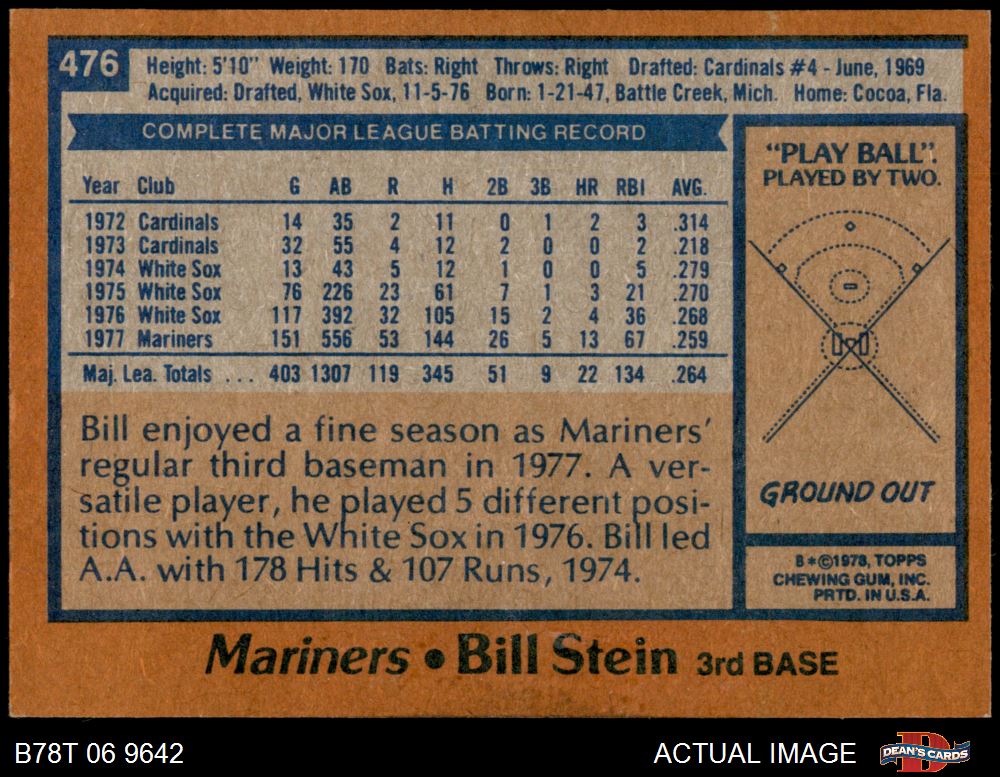 476
Height: 5'10" Weight: 170 Bats: Right Throws: Right Drafted: Cardinals #4 - June, 1969
Acquired: Drafted, White Sox, 11-5-76 Born: 1-21-47, Battle Creek, Mich. Home: Cocoa, Fla.
COMPLETE MAJOR LEAGUE BATTING RECORD
Year Club G AB R H 2B 3B HR RBI AVG.
1972 Cardinals 14 35 2 11 0 1 2 3 .314
1973 Cardinals 32 55 4 12 2 0 0 2 .218
1974 White Sox 13 43 5 12 1 0 0 5 .279
1975 White Sox 76 226 23 61 7 1 3 21 .270
1976 White Sox 117 392 32 105 15 2 4 36 .268
1977 Mariners 151 556 53 144 26 5 13 67 .259
Maj. Lea. Totals ... 403 1307 119 345 51 9 22 134 .264
Bill enjoyed a fine season as Mariners'
regular third baseman in 1977. A ver-
satile player, he played 5 different posi-
tions with the White Sox in 1976. Bill led
A.A. with 178 Hits & 107 Runs, 1974.
"PLAY BALL".
PLAYED BY TWO.
GROUND OUT
B*©1978, TOPPS
CHEWING GUM, INC.
PRTD. IN U.S.A.
Mariners • Bill Stein 3rd BASE
B78T 06 9642
ACTUAL IMAGE
DEAN'S CARDS